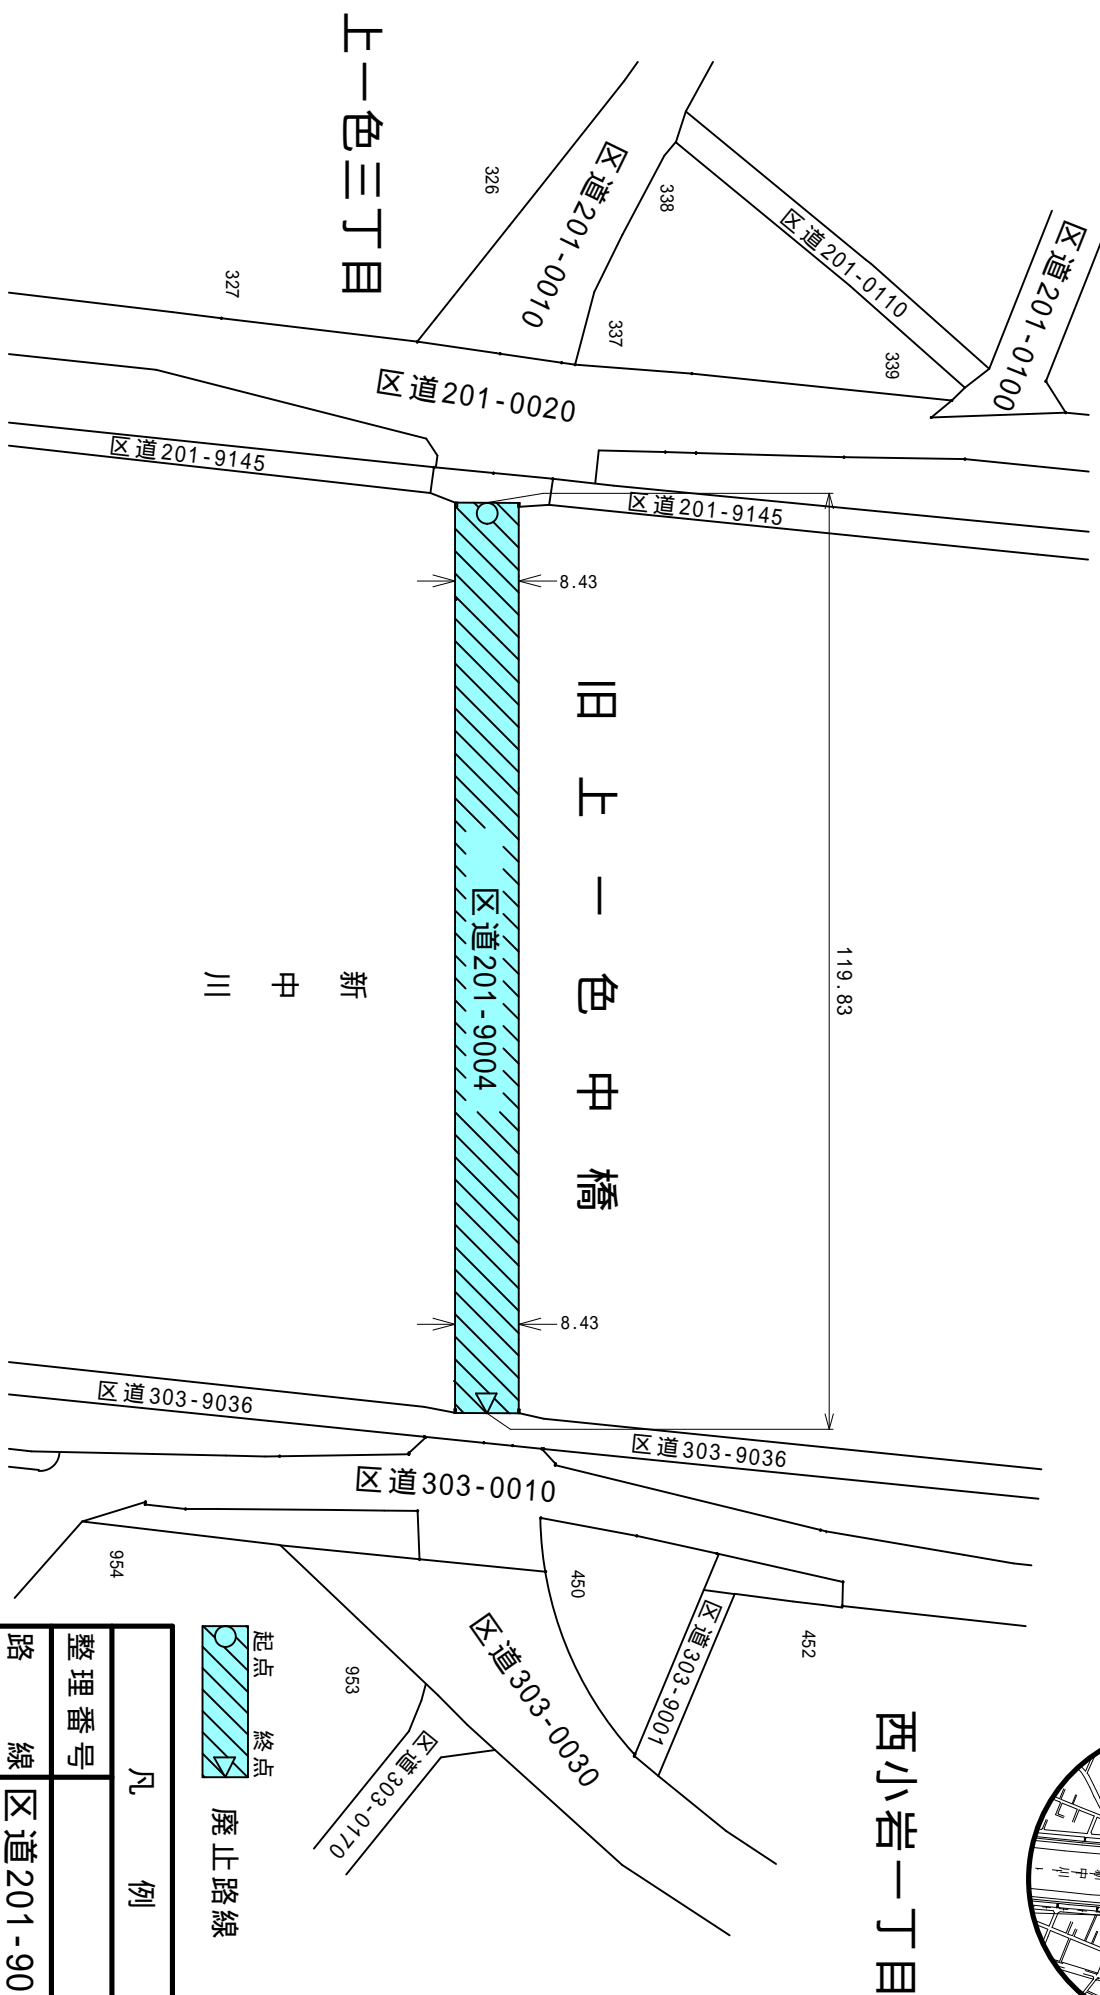 上一色三丁目
326
327
338
337
339
区道201-0010
区道201-0110
区道201-0100
区道201-0020
区道201-9145
区道201-9145
8.43
119.83
旧上一色中橋
区道201-9004
新中川
8.43
区道303-9036
区道303-9036
区道303-0010
954
953
450
452
区道303-0030
区道303-9001
区道303-0170
西小岩一丁目
中川
起点
終点
廃止路線
凡例
整理番号
路線
区道201-90